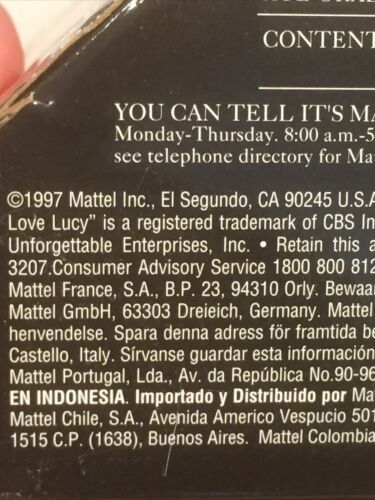 CONTENT
YOU CAN TELL IT'S MA
Monday-Thursday. 8:00 a.m.-5
see telephone directory for Mat
©1997 Mattel Inc., El Segundo, CA 90245 U.S.A
Love Lucy" is a registered trademark of CBS In
Unforgettable Enterprises, Inc. • Retain this a
3207.Consumer Advisory Service 1800 800 812
Mattel France, S.A., B.P. 23, 94310 Orly. Bewaa
Mattel GmbH, 63303 Dreieich, Germany. Mattel
henvendelse. Spara denna adress för framtida be
Castello, Italy. Sírvanse guardar esta información
Mattel Portugal, Lda., Av. da República No.90-96
EN INDONESIA. Importado y Distribuido por Mat
Mattel Chile, S.A., Avenida Americo Vespucio 501
1515 C.P. (1638), Buenos Aires. Mattel Colombia